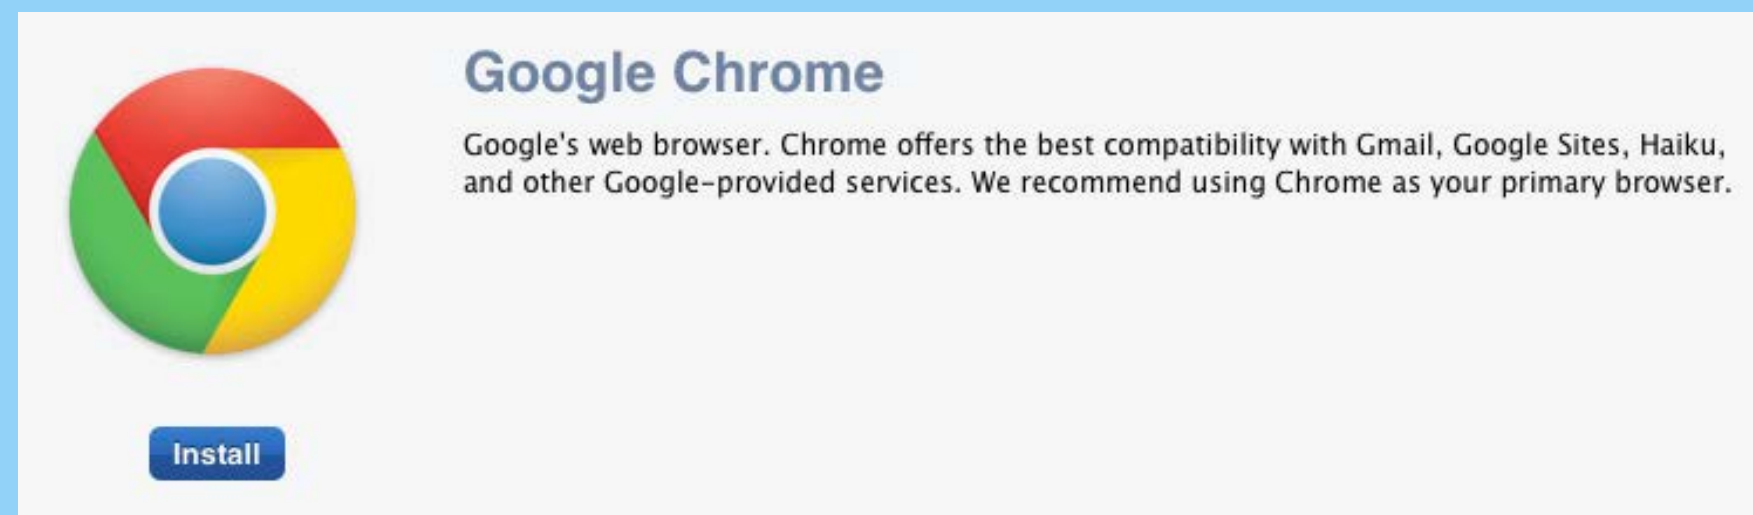 Google Chrome
Google's web browser. Chrome offers the best compatibility with Gmail, Google Sites, Haiku,
and other Google-provided services. We recommend using Chrome as your primary browser.
Install